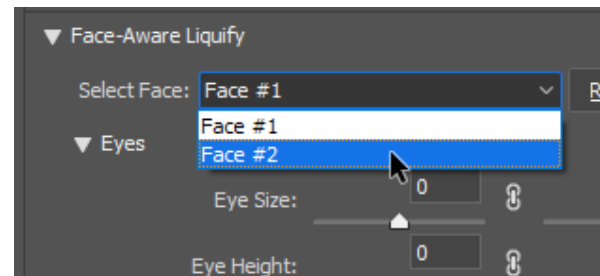 Face-Aware Liquify
Select Face: Face #1
Face #1
Eyes
Face #2
Eye Size: 0
Eye Height: 0